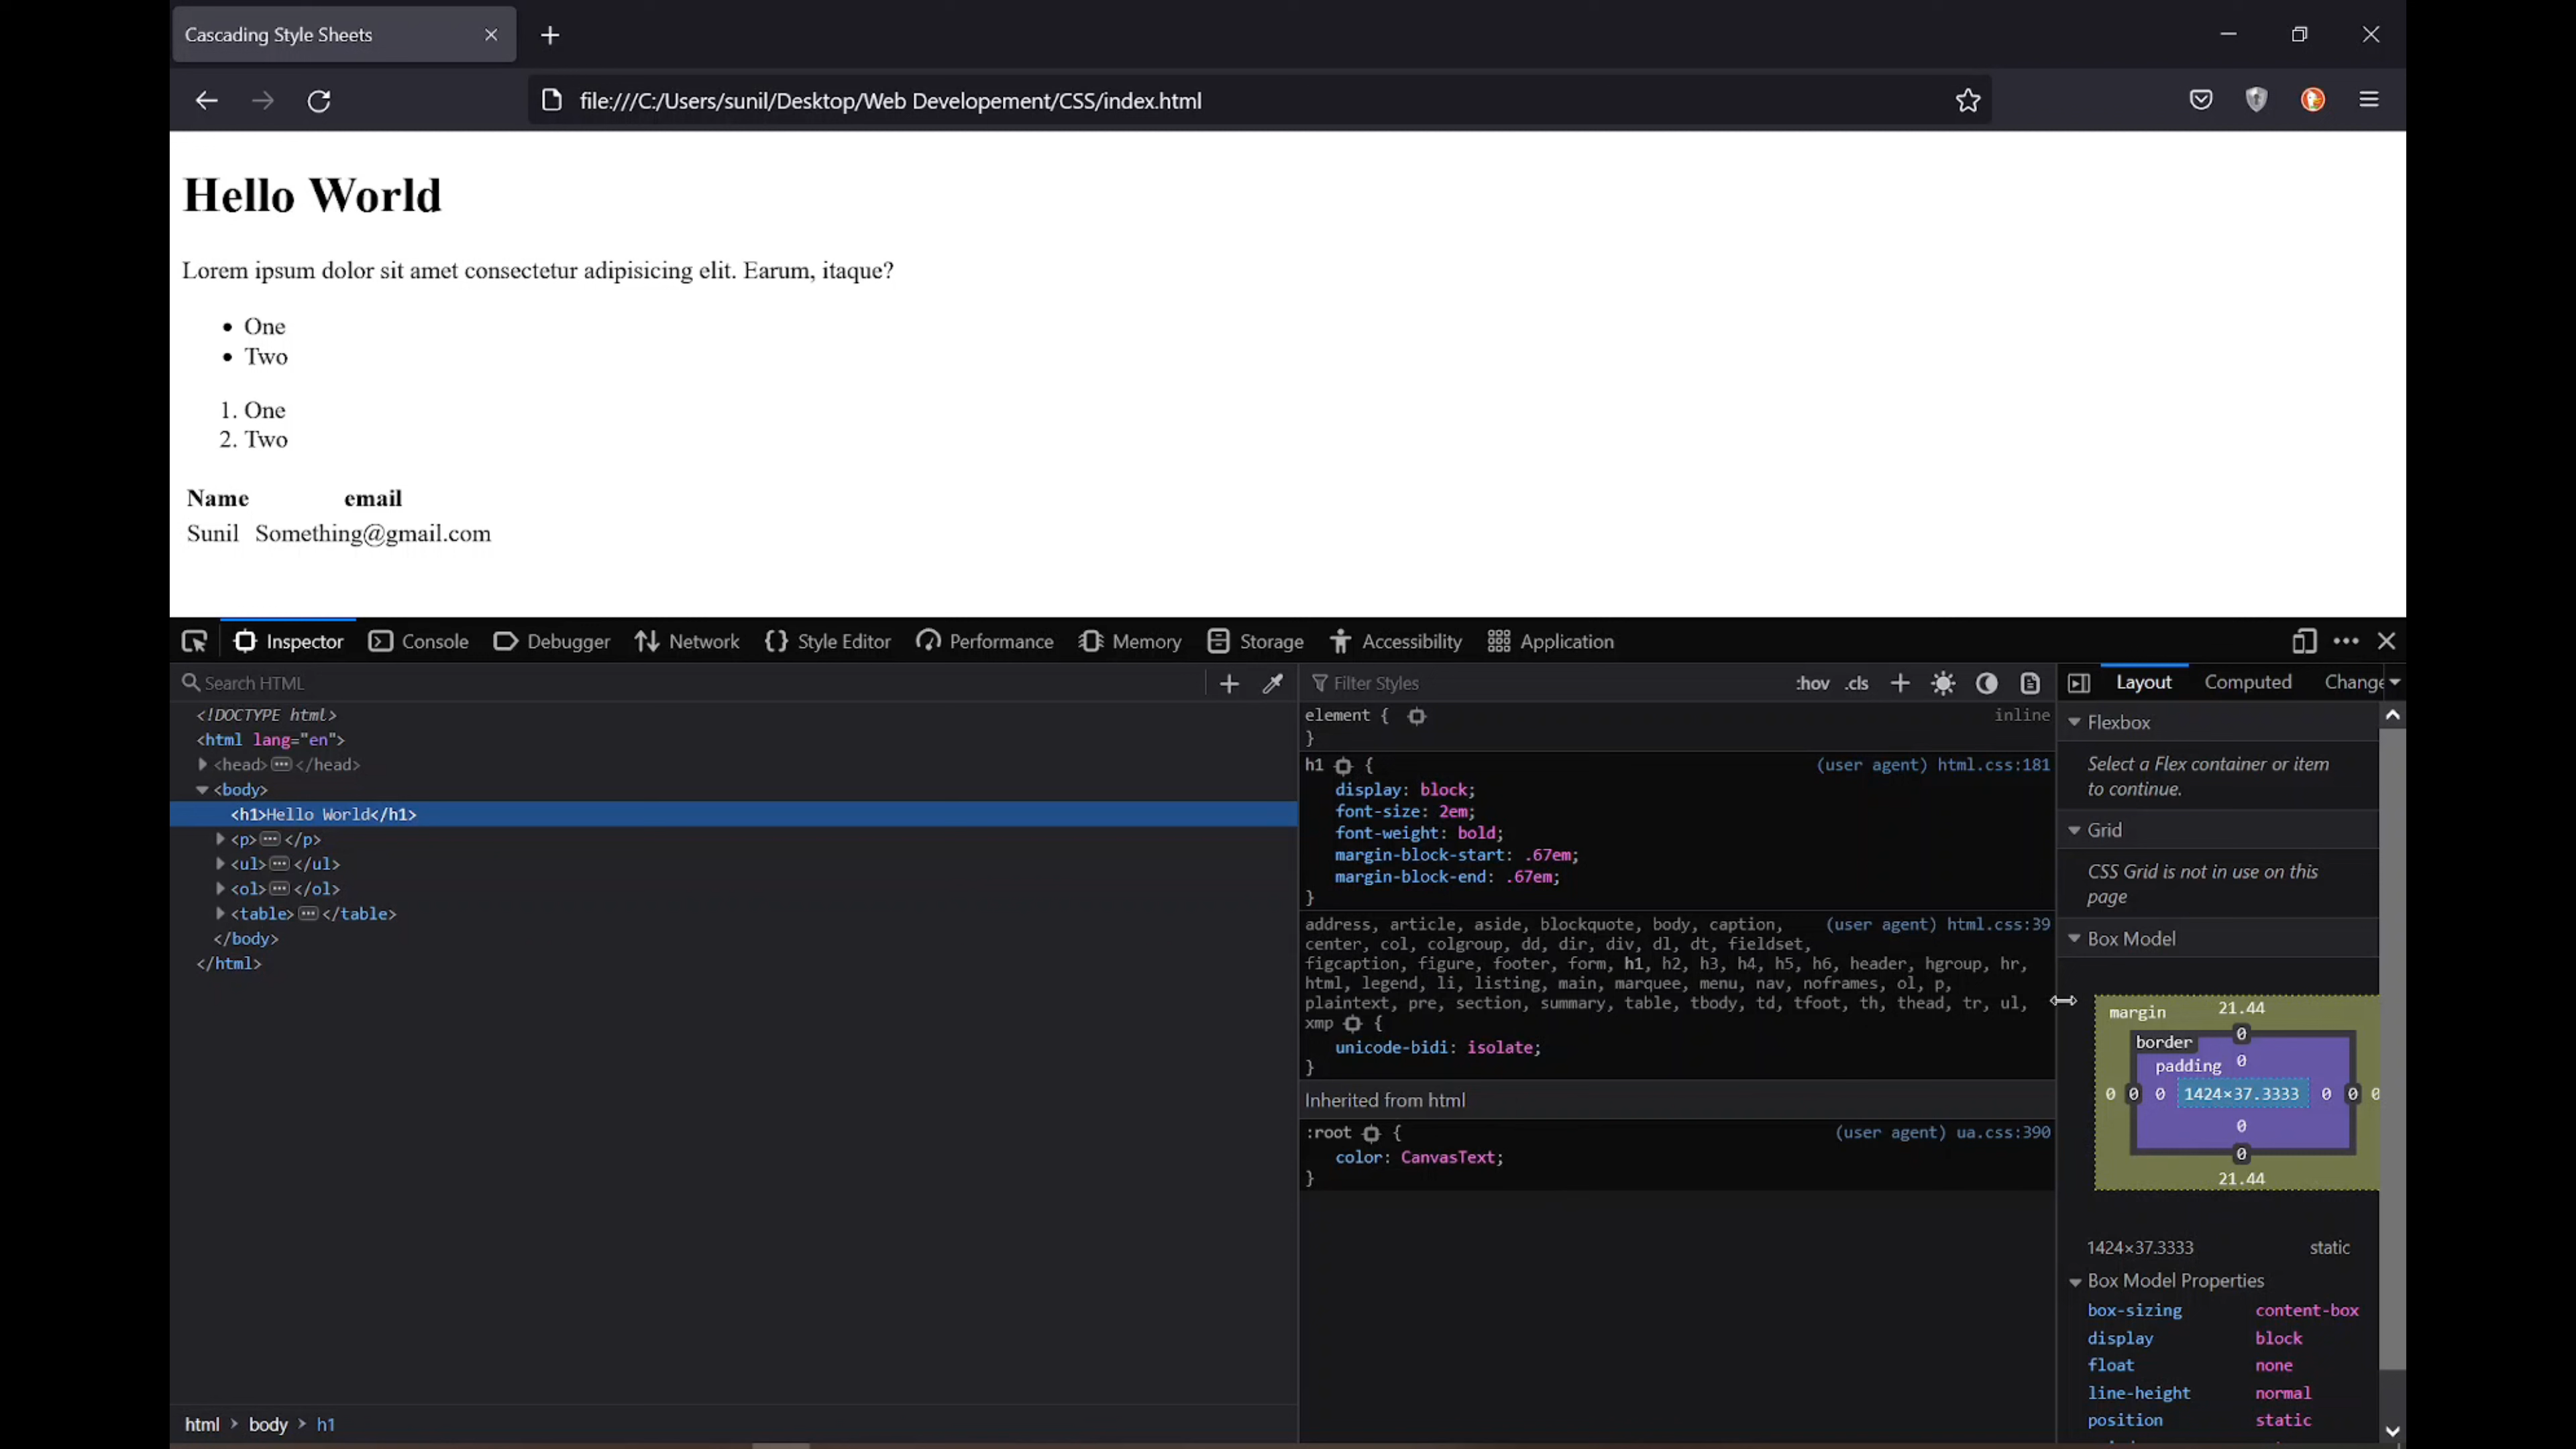 Cascading Style Sheets
file:///C:/Users/sunil/Desktop/Web Developement/CSS/index.html
Hello World
Lorem ipsum dolor sit amet consectetur adipisicing elit. Earum, itaque?
• One
• Two
1. One
2. Two
Name email
Sunil Something@gmail.com
Inspector Console Debugger Network Style Editor Performance Memory Storage Accessibility Application
Search HTML
<!DOCTYPE html>
<html lang="en">
<head> ••• </head>
<body>
<h1>Hello World</h1>
<p> ••• </p>
<ul> ••• </ul>
<ol> ••• </ol>
<table> ••• </table>
</body>
</html>
html > body > h1
Filter Styles :hov .cls
element { inline
}
h1 { (user agent) html.css:181
display: block;
font-size: 2em;
font-weight: bold;
margin-block-start: .67em;
margin-block-end: .67em;
}
address, article, aside, blockquote, body, caption, (user agent) html.css:39
center, col, colgroup, dd, dir, div, dl, dt, fieldset,
figcaption, figure, footer, form, h1, h2, h3, h4, h5, h6, header, hgroup, hr,
html, legend, li, listing, main, marquee, menu, nav, noframes, ol, p,
plaintext, pre, section, summary, table, tbody, td, tfoot, th, thead, tr, ul,
xmp {
unicode-bidi: isolate;
}
Inherited from html
:root { (user agent) ua.css:390
color: CanvasText;
}
Layout Computed Change
Flexbox
Select a Flex container or item
to continue.
Grid
CSS Grid is not in use on this
page
Box Model
margin 21.44
border 0
padding 0
0 0 0 1424×37.3333 0 0 0
0
0
21.44
1424×37.3333 static
Box Model Properties
box-sizing content-box
display block
float none
line-height normal
position static